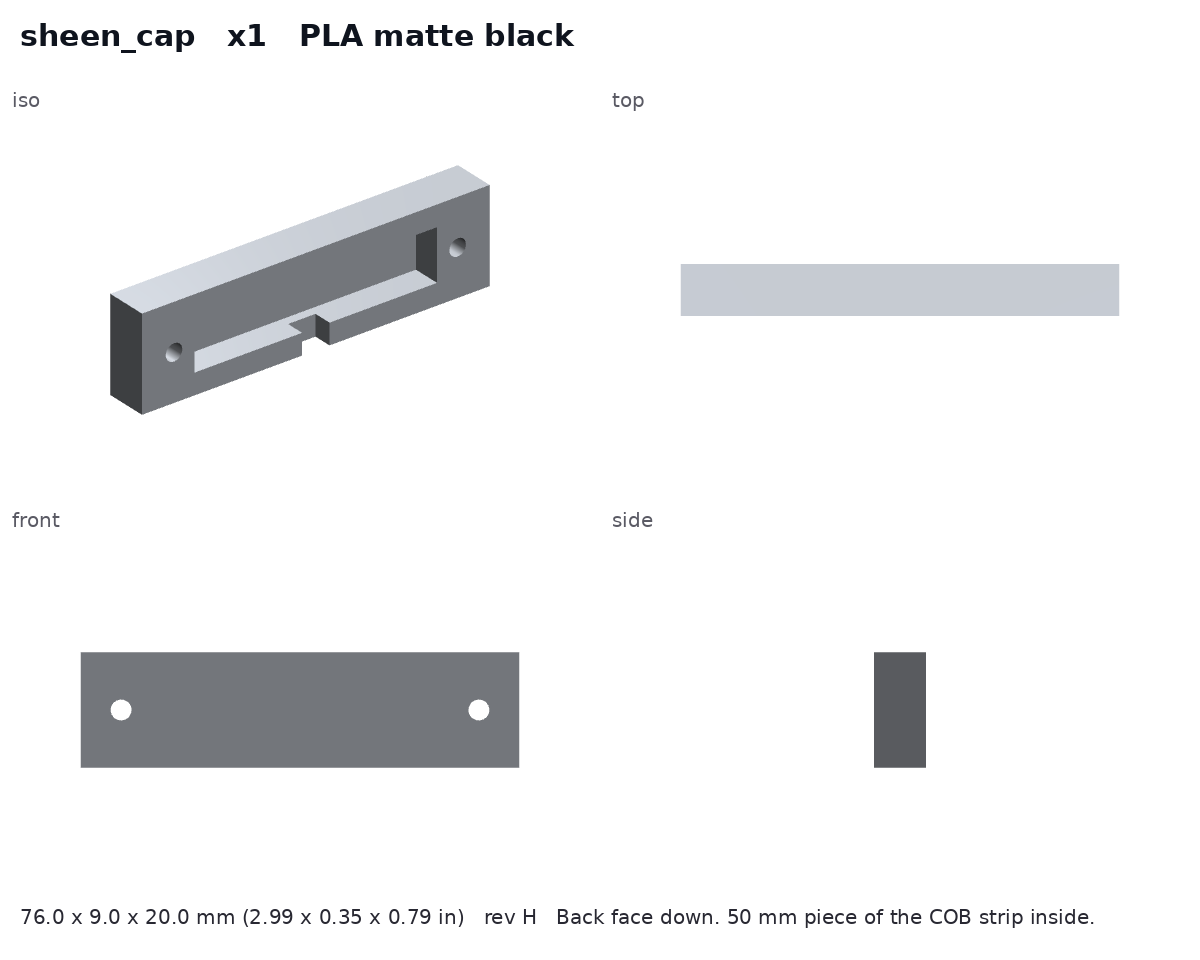 sheen_cap x1 PLA matte black
iso
top
front
side
76.0 x 9.0 x 20.0 mm (2.99 x 0.35 x 0.79 in) rev H Back face down. 50 mm piece of the COB strip inside.